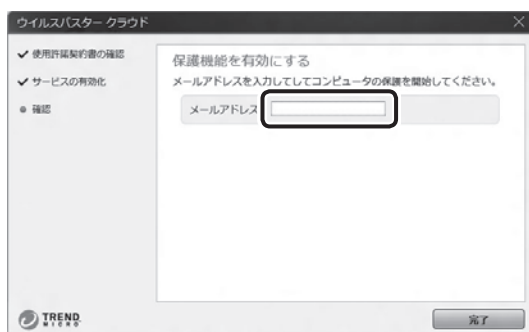 ウイルスバスター クラウド
使用許諾契約書の確認
サービスの有効化
確認
保護機能を有効にする
メールアドレスを入力してしてコンピュータの保護を開始してください。
メールアドレス
TREND
MICRO
完了